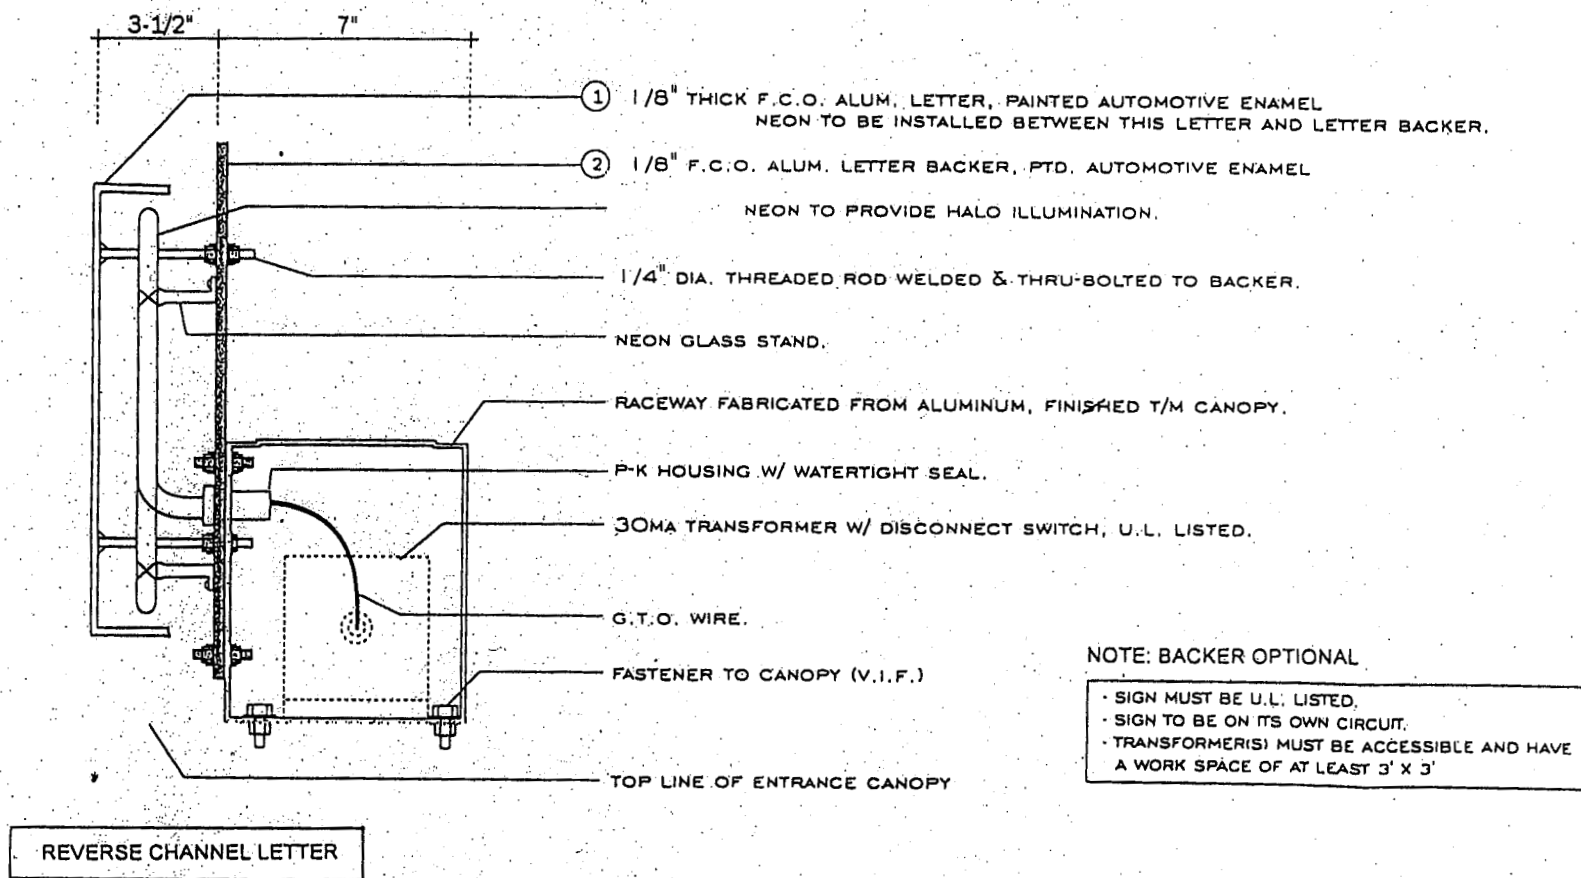 3-1/2" 7"
1 1/8" THICK F.C.O. ALUM. LETTER, PAINTED AUTOMOTIVE ENAMEL
NEON TO BE INSTALLED BETWEEN THIS LETTER AND LETTER BACKER.
2 1/8" F.C.O. ALUM. LETTER BACKER, PTD. AUTOMOTIVE ENAMEL
NEON TO PROVIDE HALO ILLUMINATION.
1/4" DIA. THREADED ROD WELDED & THRU-BOLTED TO BACKER.
NEON GLASS STAND.
RACEWAY FABRICATED FROM ALUMINUM, FINISHED T/M CANOPY.
P-K HOUSING W/ WATERTIGHT SEAL.
30MA TRANSFORMER W/ DISCONNECT SWITCH, U.L. LISTED.
G.T.O. WIRE.
FASTENER TO CANOPY (V.I.F.)
TOP LINE OF ENTRANCE CANOPY
NOTE: BACKER OPTIONAL
· SIGN MUST BE U.L. LISTED.
· SIGN TO BE ON ITS OWN CIRCUIT.
· TRANSFORMER(S) MUST BE ACCESSIBLE AND HAVE
A WORK SPACE OF AT LEAST 3' X 3'
REVERSE CHANNEL LETTER